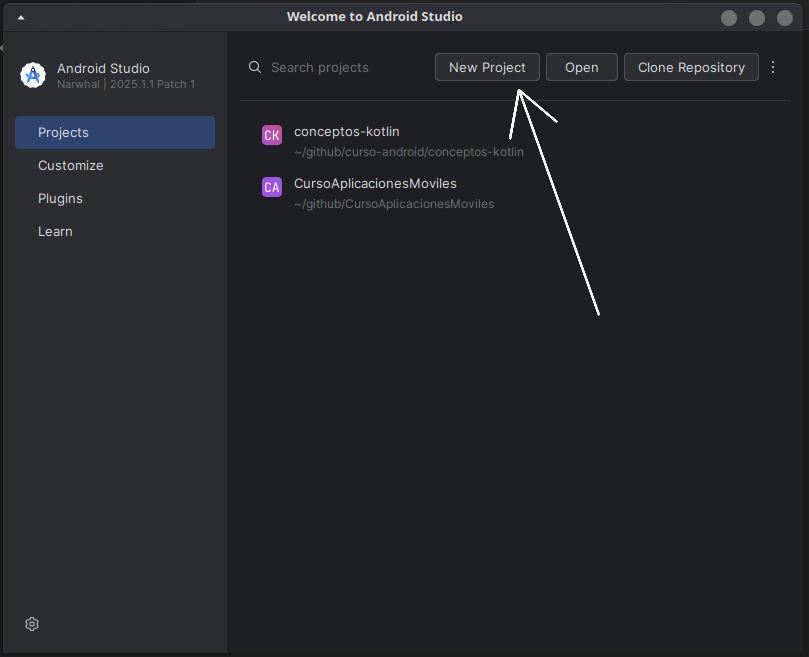 Welcome to Android Studio
Android Studio
Narwhal | 2025.1.1 Patch 1
Projects
Customize
Plugins
Learn
Search projects
New Project
Open
Clone Repository
CK
conceptos-kotlin
~/github/curso-android/conceptos-kotlin
CA
CursoAplicacionesMoviles
~/github/CursoAplicacionesMoviles